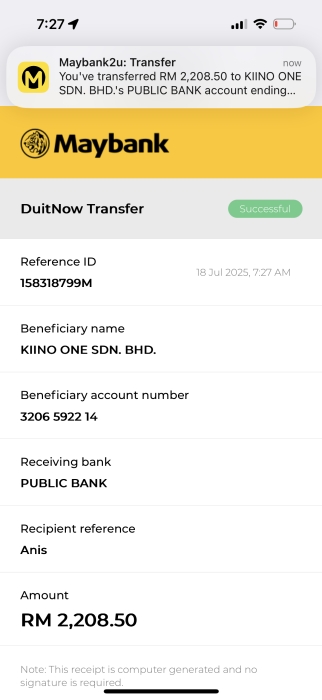 7:27
Maybank2u: Transfer
now
You've transferred RM 2,208.50 to KIINO ONE
SDN. BHD.'s PUBLIC BANK account ending...
Maybank
DuitNow Transfer
Successful
Reference ID
158318799M
18 Jul 2025, 7:27 AM
Beneficiary name
KIINO ONE SDN. BHD.
Beneficiary account number
3206 5922 14
Receiving bank
PUBLIC BANK
Recipient reference
Anis
Amount
RM 2,208.50
Note: This receipt is computer generated and no
signature is required.